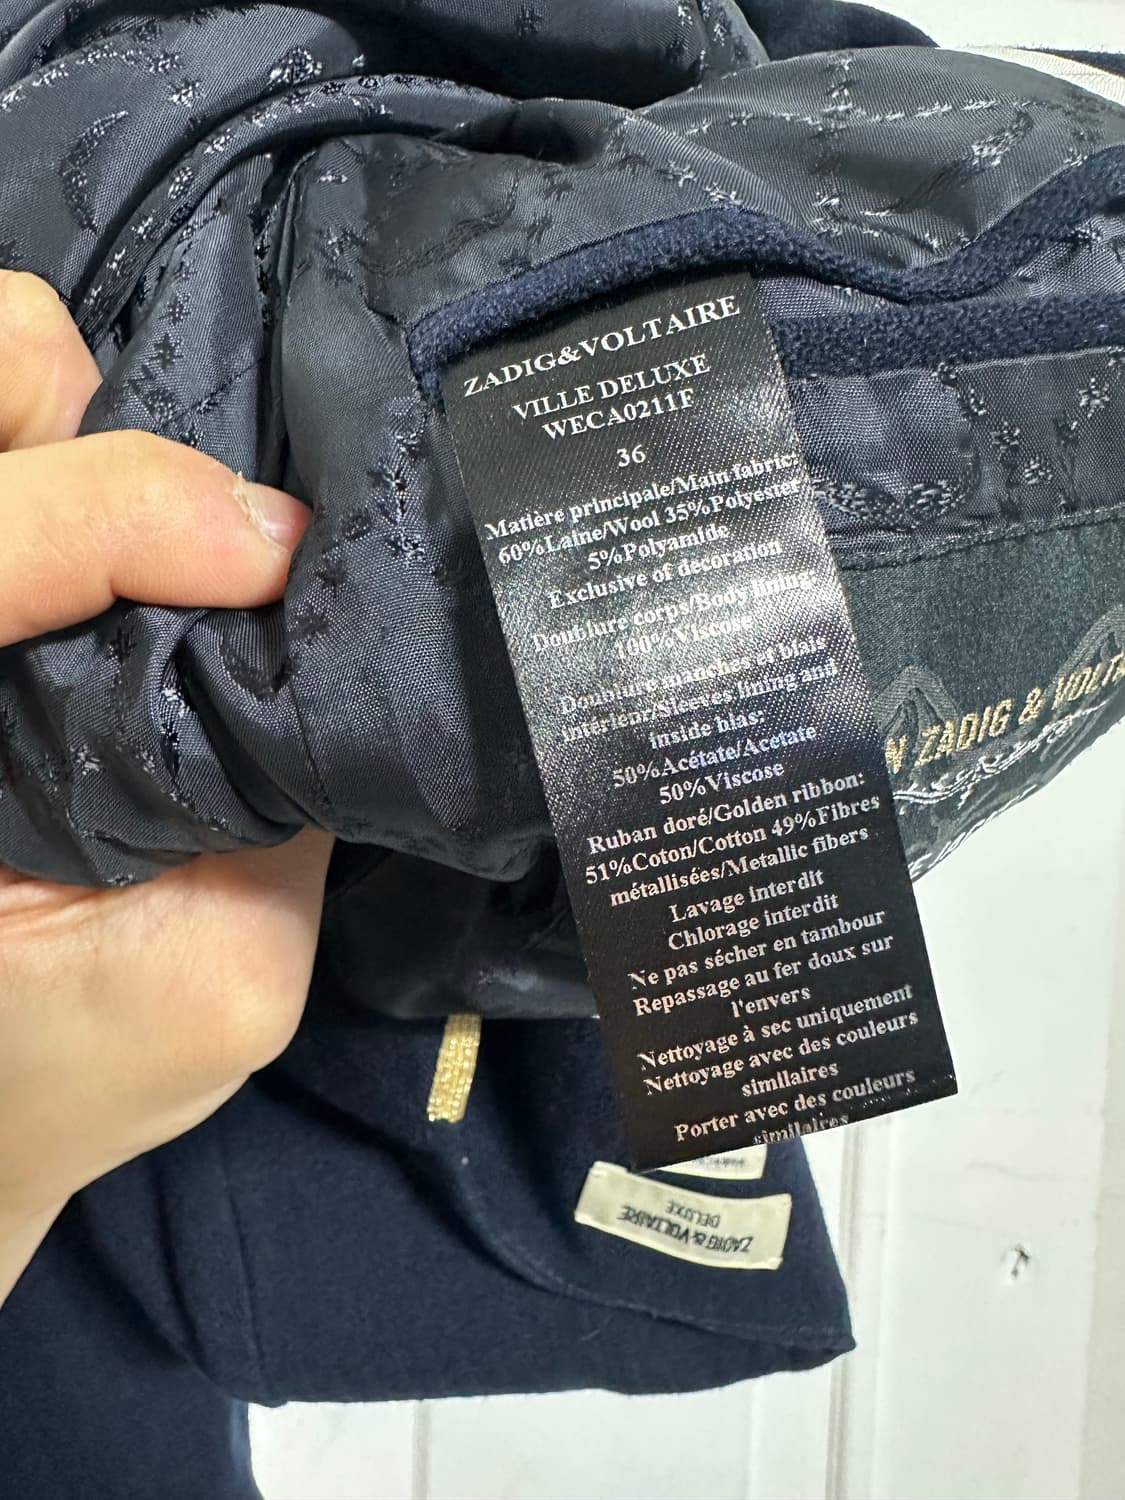 ZADIG&VOLTAIRE
VILLE DELUXE
WECA0211F
36
Matière principale/Main fabric:
60%Laine/Wool 35%Polyester
5%Polyamide
Exclusive of decoration
Doublure corps/Body lining:
100%Viscose
Doublure manches et biais
intérieur/Sleeves lining and
inside bias:
50%Acétate/Acetate
50%Viscose
Ruban doré/Golden ribbon:
51%Coton/Cotton 49%Fibres
métallisées/Metallic fibers
Lavage interdit
Chlorage interdit
Ne pas sécher en tambour
Repassage au fer doux sur
l'envers
Nettoyage à sec uniquement
Nettoyage avec des couleurs
similaires
Porter avec des couleurs
similaires
ZADIG & VOLTA
ZADIG & VOLTAIRE
DELUXE